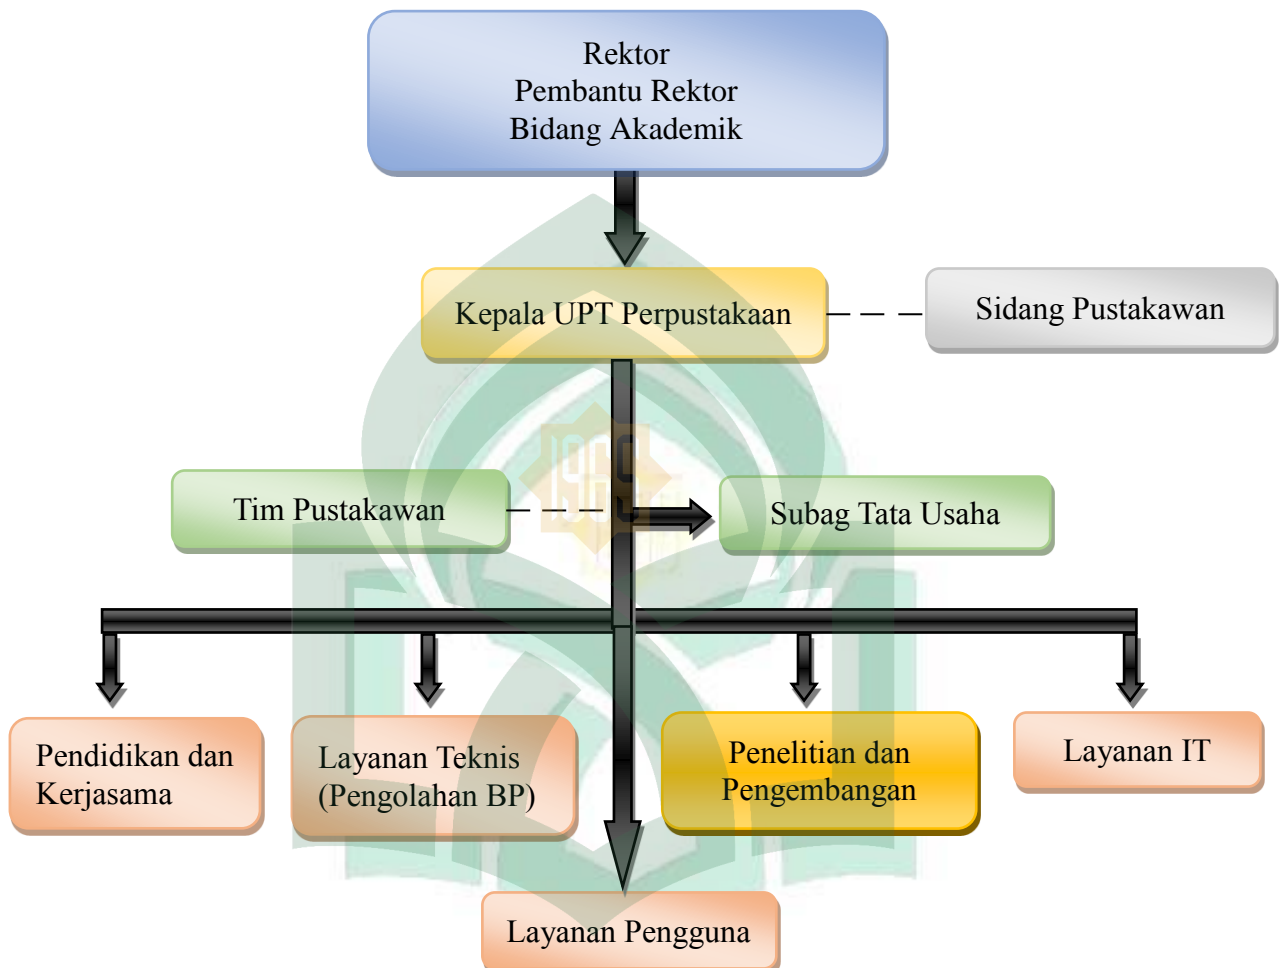 Rektor
Pembantu Rektor
Bidang Akademik
Kepala UPT Perpustakaan
Sidang Pustakawan
Tim Pustakawan
Subag Tata Usaha
Pendidikan dan
Kerjasama
Layanan Teknis
(Pengolahan BP)
Penelitian dan
Pengembangan
Layanan IT
Layanan Pengguna